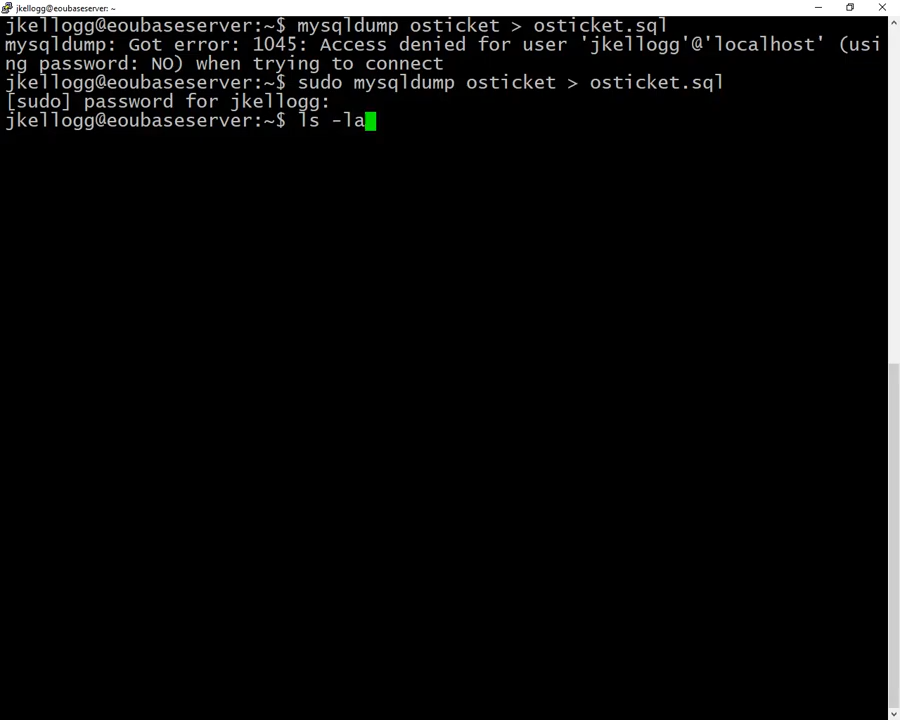 jkellogg@eoubaseserver: ~
jkellogg@eoubaseserver:~$ mysqldump osticket > osticket.sql
mysqldump: Got error: 1045: Access denied for user 'jkellogg'@'localhost' (usi
ng password: NO) when trying to connect
jkellogg@eoubaseserver:~$ sudo mysqldump osticket > osticket.sql
[sudo] password for jkellogg:
jkellogg@eoubaseserver:~$ ls -la